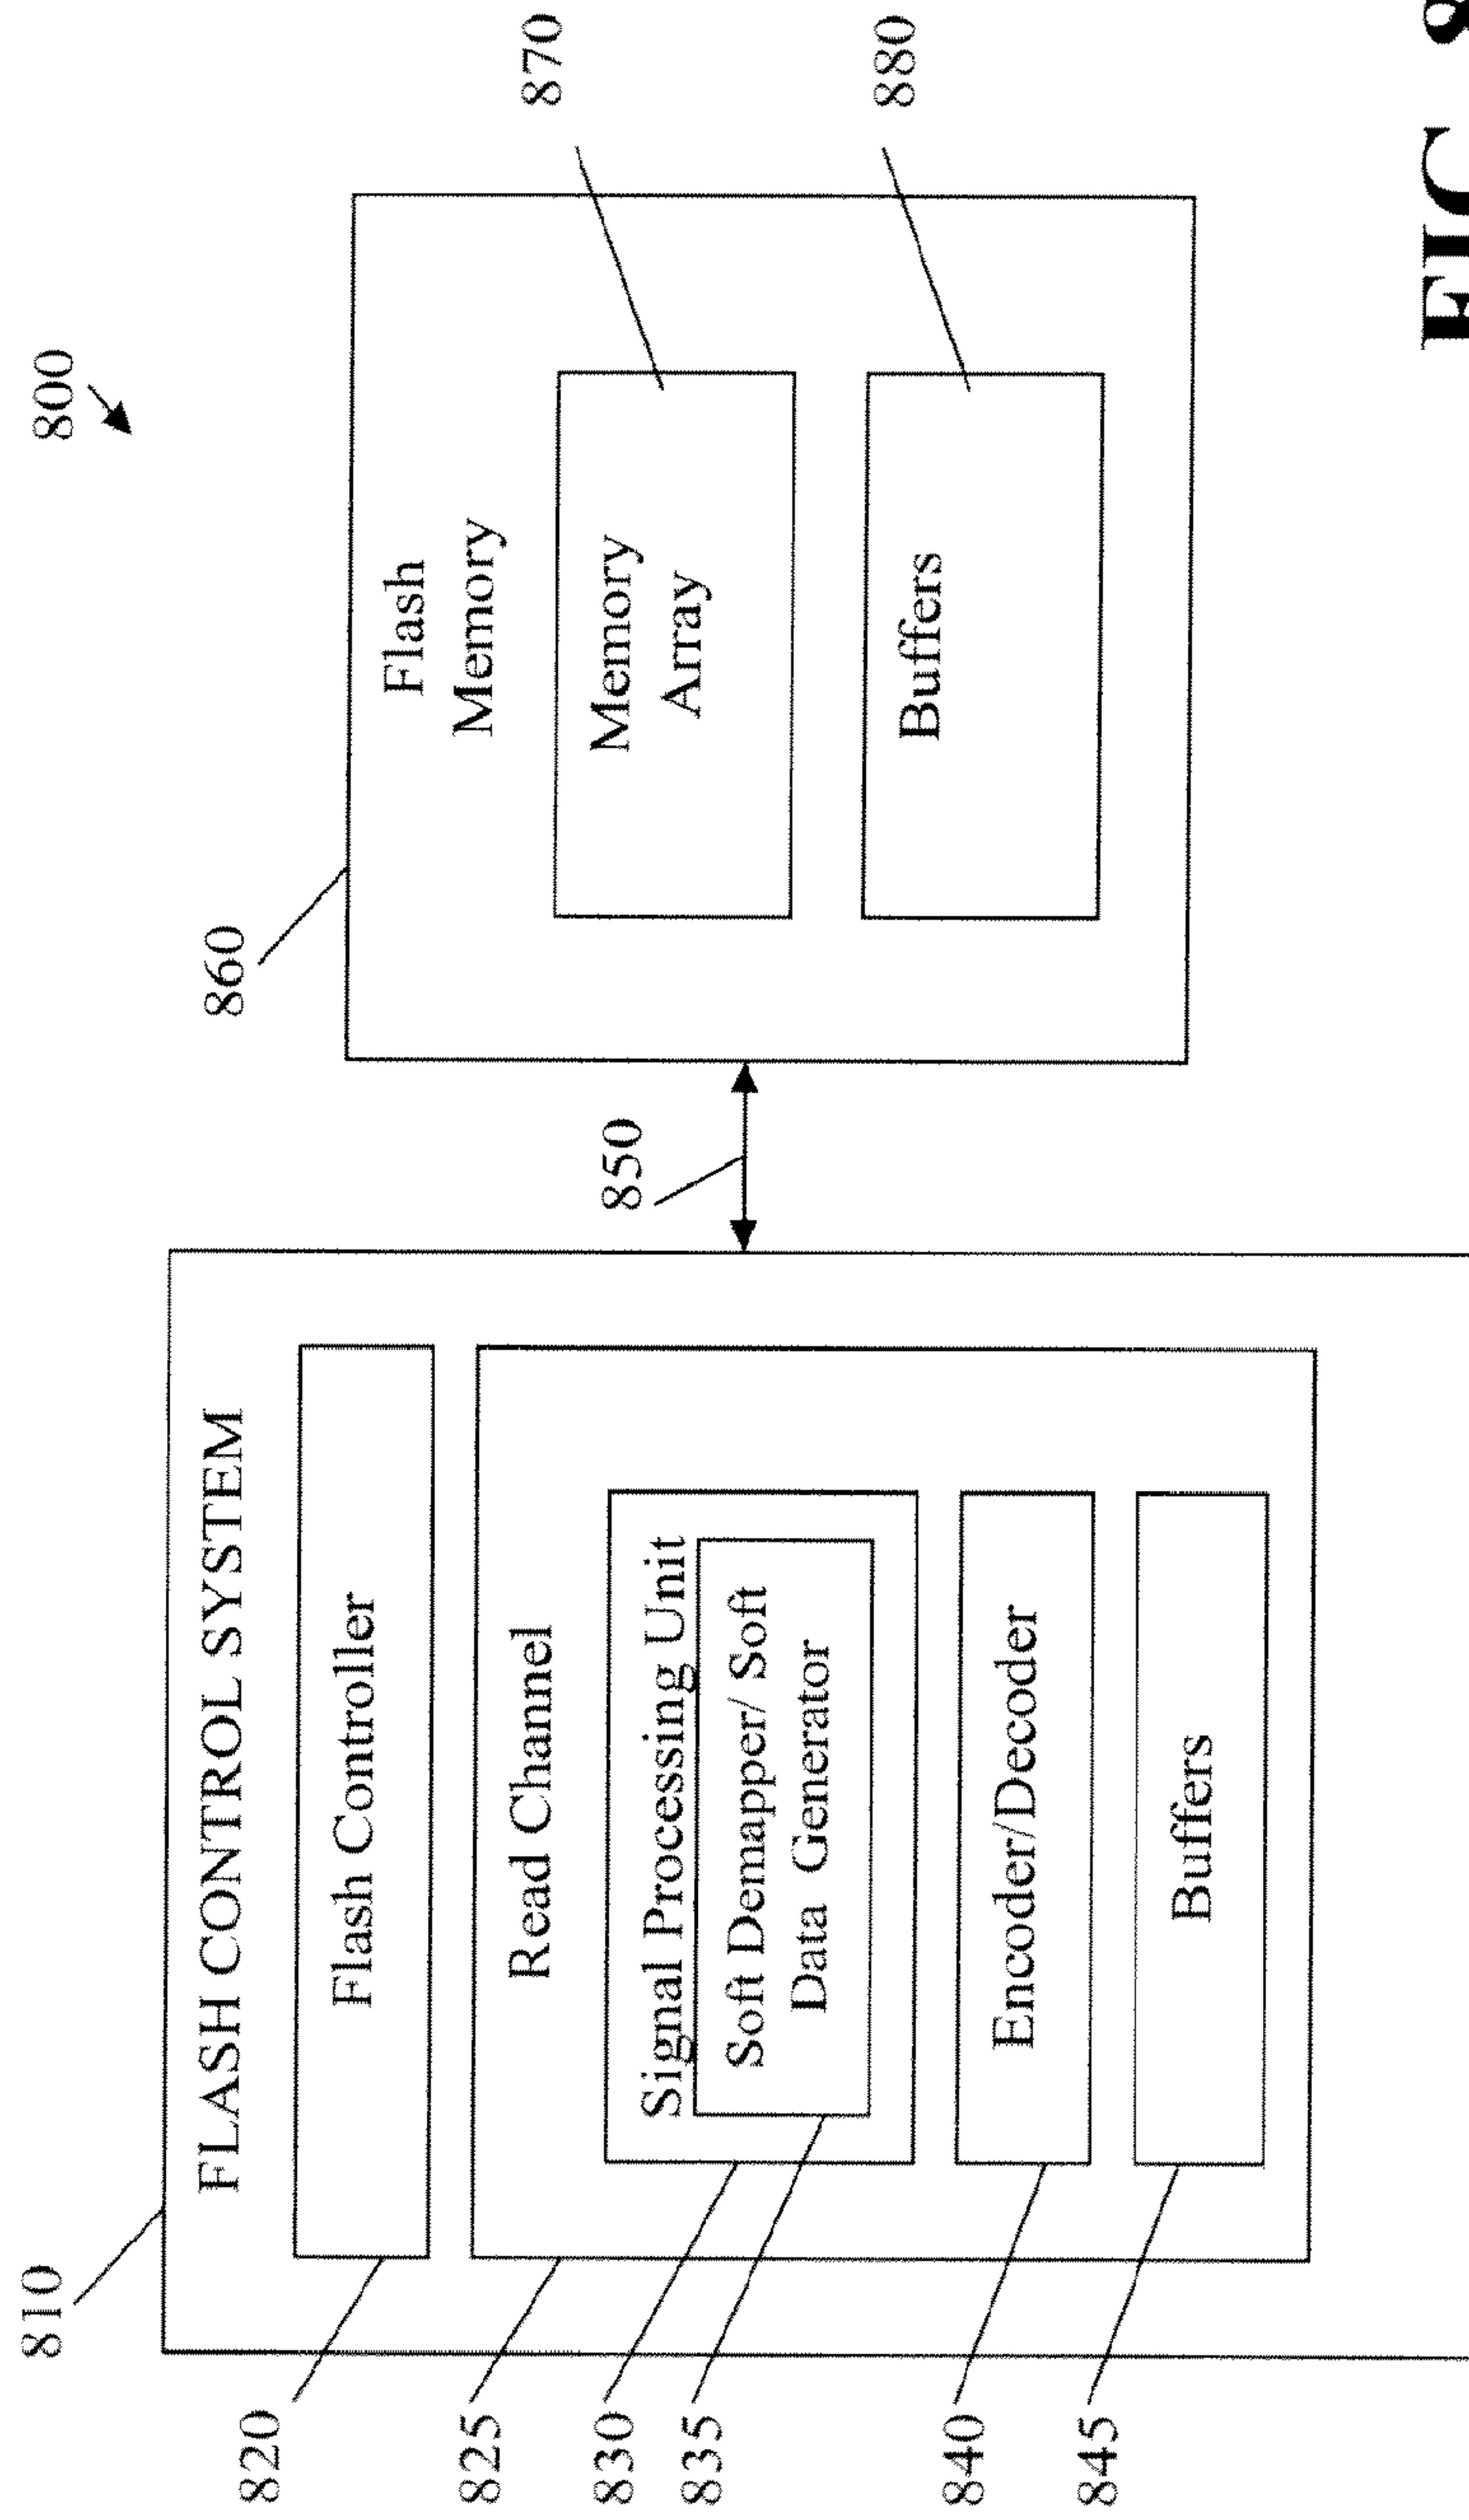 800
810
FLASH CONTROL SYSTEM
820
Flash Controller
825
Read Channel
830
Signal Processing Unit
835
Soft Demapper/ Soft
Data Generator
840
Encoder/Decoder
845
Buffers
850
860
Flash
Memory
870
Memory
Array
880
Buffers